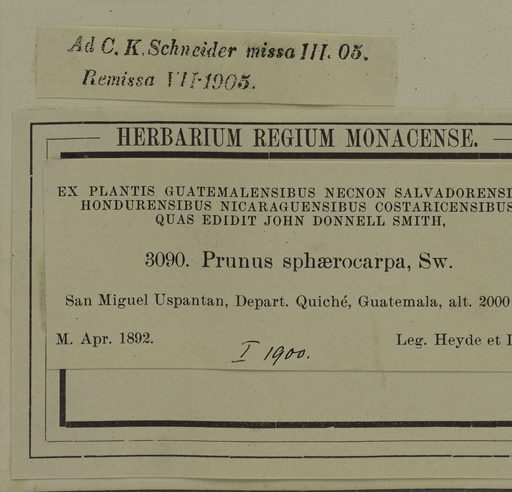 Ad C. K. Schneider missa III. 05.
Remissa VII·1905.
HERBARIUM REGIUM MONACENSE.
EX PLANTIS GUATEMALENSIBUS NECNON
HONDURENSIBUS NICARAGUENSIBUS COSTARICENSIBUS
QUAS EDIDIT JOHN DONNELL SMITH,
3090. Prunus sphærocarpa, Sw.
San Miguel Uspantan, Depart. Quiché, Guatemala, alt. 2000
M. Apr. 1892.
Leg. Heyde et
I 1900.